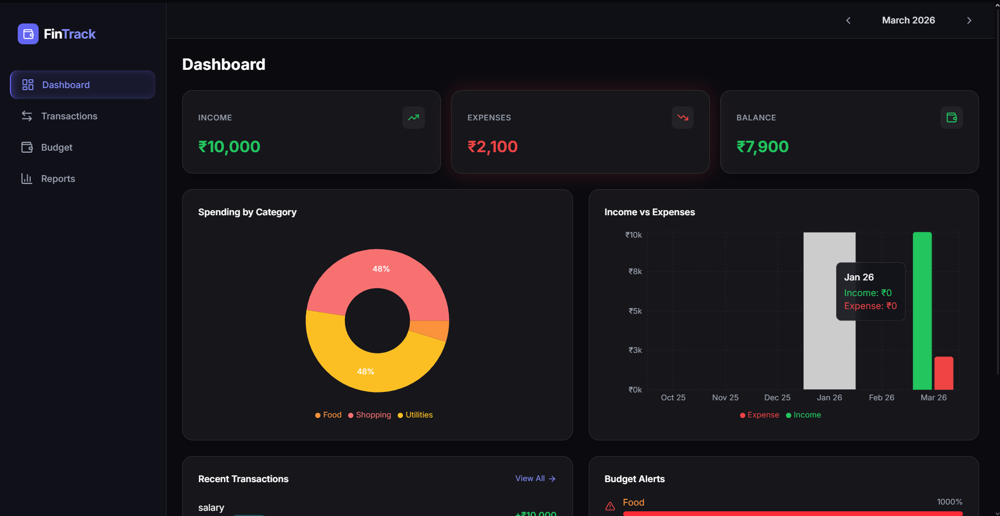 FinTrack
March 2026
Dashboard
Transactions
Budget
Reports
Dashboard
INCOME
₹10,000
EXPENSES
₹2,100
BALANCE
₹7,900
Spending by Category
48%
48%
Food
Shopping
Utilities
Income vs Expenses
₹10k
₹8k
₹5k
₹3k
₹0k
Jan 26
Income: ₹0
Expense: ₹0
Oct 25
Nov 25
Dec 25
Jan 26
Feb 26
Mar 26
Expense
Income
Recent Transactions
View All
salary
+₹10,000
Budget Alerts
Food
1000%